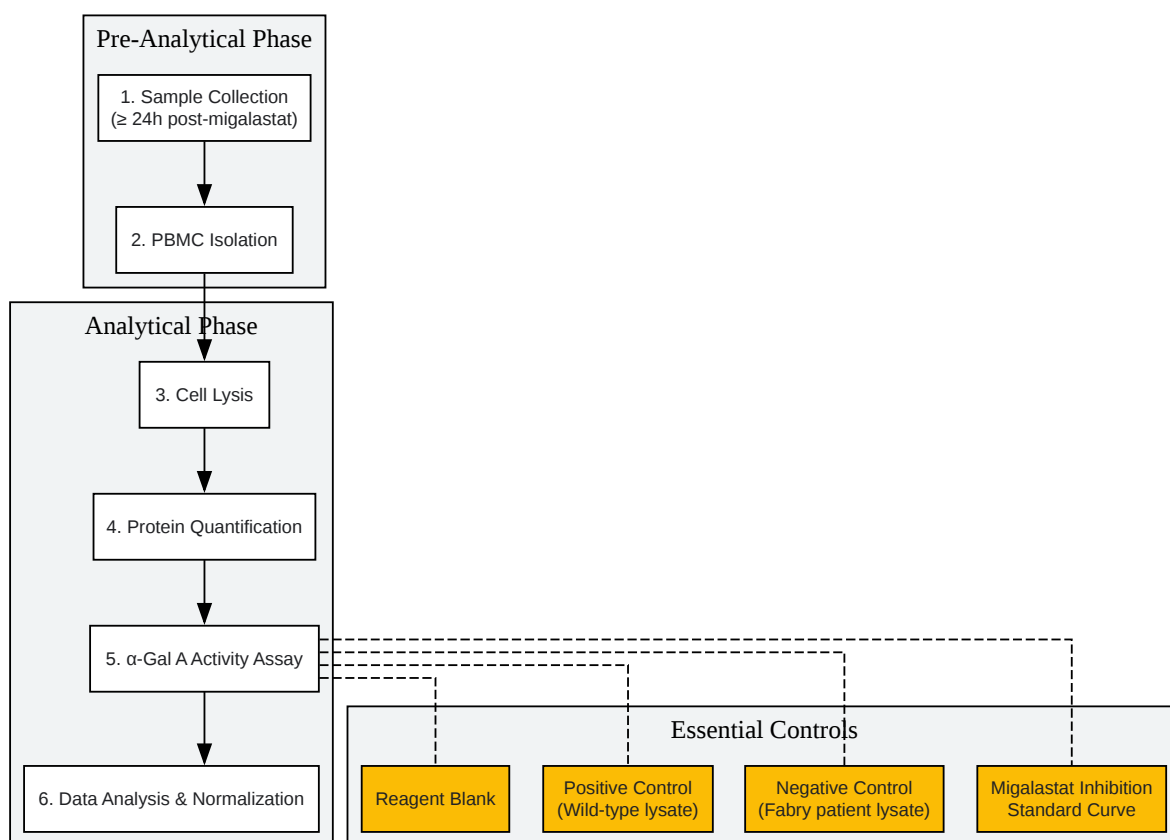 Pre-Analytical Phase
1. Sample Collection
(≥ 24h post-migalastat)
2. PBMC Isolation
Analytical Phase
3. Cell Lysis
4. Protein Quantification
5. α-Gal A Activity Assay
6. Data Analysis & Normalization
Essential Controls
Reagent Blank
Positive Control
(Wild-type lysate)
Negative Control
(Fabry patient lysate)
Migalastat Inhibition
Standard Curve